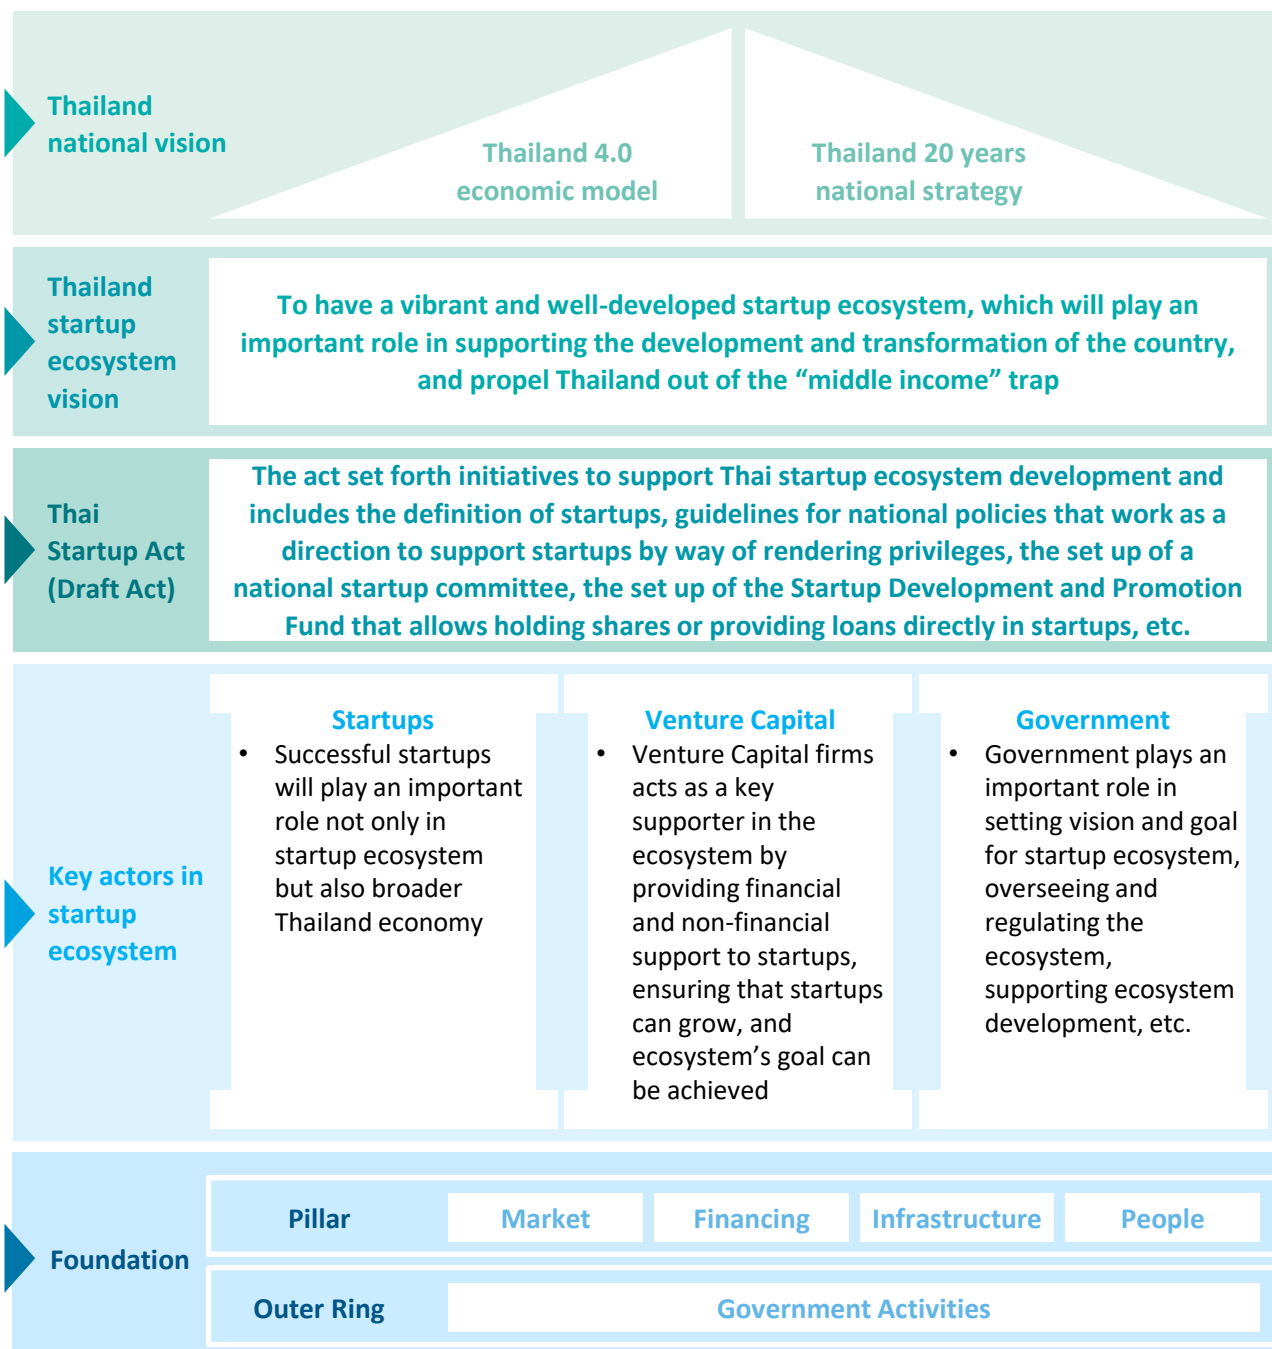 Thailand
national vision
Thailand 4.0
economic model
Thailand 20 years
national strategy
Thailand
startup
ecosystem
vision
To have a vibrant and well-developed startup ecosystem, which will play an
important role in supporting the development and transformation of the country,
and propel Thailand out of the “middle income” trap
Thai
Startup Act
(Draft Act)
The act set forth initiatives to support Thai startup ecosystem development and
includes the definition of startups, guidelines for national policies that work as a
direction to support startups by way of rendering privileges, the set up of a
national startup committee, the set up of the Startup Development and Promotion
Fund that allows holding shares or providing loans directly in startups, etc.
Key actors in
startup
ecosystem
Startups
• Successful startups
will play an important
role not only in
startup ecosystem
but also broader
Thailand economy
Venture Capital
• Venture Capital firms
acts as a key
supporter in the
ecosystem by
providing financial
and non-financial
support to startups,
ensuring that startups
can grow, and
ecosystem’s goal can
be achieved
Government
• Government plays an
important role in
setting vision and goal
for startup ecosystem,
overseeing and
regulating the
ecosystem,
supporting ecosystem
development, etc.
Foundation
Pillar
Market
Financing
Infrastructure
People
Outer Ring
Government Activities